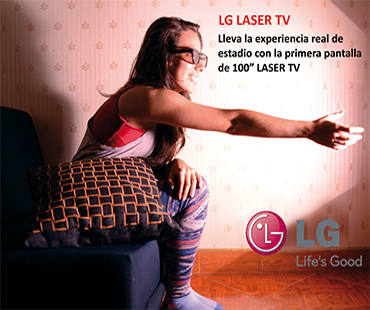 LG LASER TV
Lleva la experiencia real de
estadio con la primera pantalla
de 100” LASER TV
LG
Life's Good